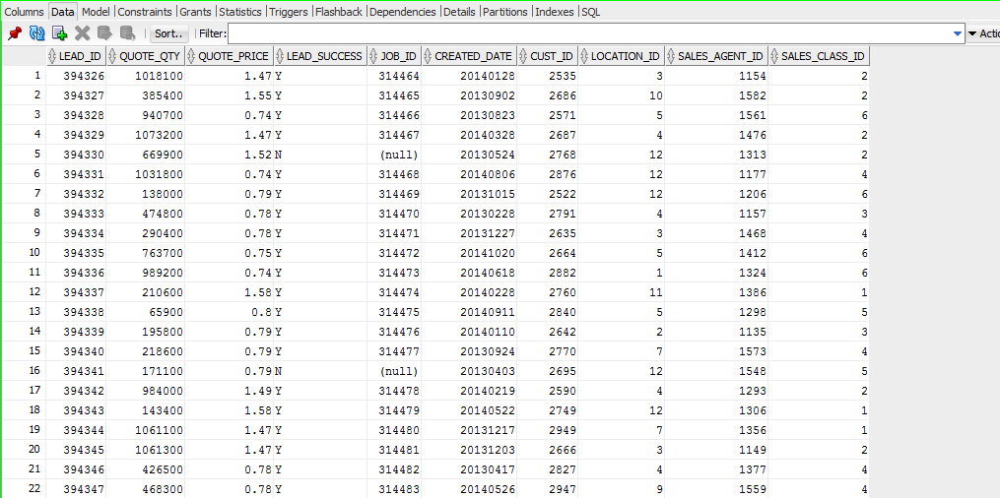 Columns Data Model Constraints Grants Statistics Triggers Flashback Dependencies Details Partitions Indexes SQL
Sort.. Filter: Actio
LEAD_ID QUOTE_QTY QUOTE_PRICE LEAD_SUCCESS JOB_ID CREATED_DATE CUST_ID LOCATION_ID SALES_AGENT_ID SALES_CLASS_ID
1 394326 1018100 1.47 Y 314464 20140128 2535 3 1154 2
2 394327 385400 1.55 Y 314465 20130902 2686 10 1582 2
3 394328 940700 0.74 Y 314466 20130823 2571 5 1561 6
4 394329 1073200 1.47 Y 314467 20140328 2687 4 1476 2
5 394330 669900 1.52 N (null) 20130524 2768 12 1313 2
6 394331 1031800 0.74 Y 314468 20140806 2876 12 1177 4
7 394332 138000 0.79 Y 314469 20131015 2522 12 1206 6
8 394333 474800 0.78 Y 314470 20130228 2791 4 1157 3
9 394334 290400 0.78 Y 314471 20131227 2635 3 1468 4
10 394335 763700 0.75 Y 314472 20141020 2664 5 1412 6
11 394336 989200 0.74 Y 314473 20140618 2882 1 1324 6
12 394337 210600 1.58 Y 314474 20140228 2760 11 1386 1
13 394338 65900 0.8 Y 314475 20140911 2840 5 1298 5
14 394339 195800 0.79 Y 314476 20140110 2642 2 1135 3
15 394340 218600 0.79 Y 314477 20130924 2770 7 1573 4
16 394341 171100 0.79 N (null) 20130403 2695 12 1548 5
17 394342 984000 1.49 Y 314478 20140219 2590 4 1293 2
18 394343 143400 1.58 Y 314479 20140522 2749 12 1306 1
19 394344 1061100 1.47 Y 314480 20131217 2949 7 1356 1
20 394345 1061300 1.47 Y 314481 20131203 2666 3 1149 2
21 394346 426500 0.78 Y 314482 20130417 2827 4 1377 4
22 394347 468300 0.78 Y 314483 20140526 2947 9 1559 4